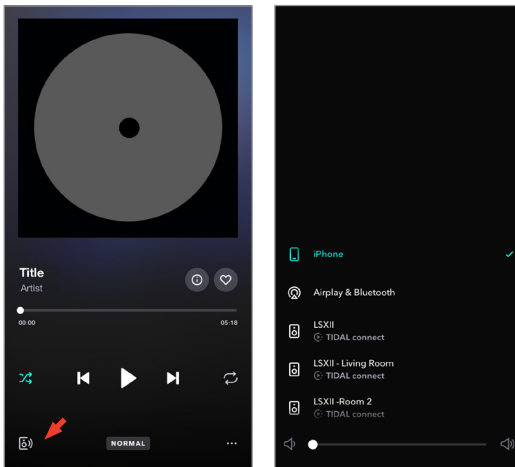 Title
Artist
00:00 05:18
NORMAL
iPhone
Airplay & Bluetooth
LSXII
TIDAL connect
LSXII - Living Room
TIDAL connect
LSXII -Room 2
TIDAL connect